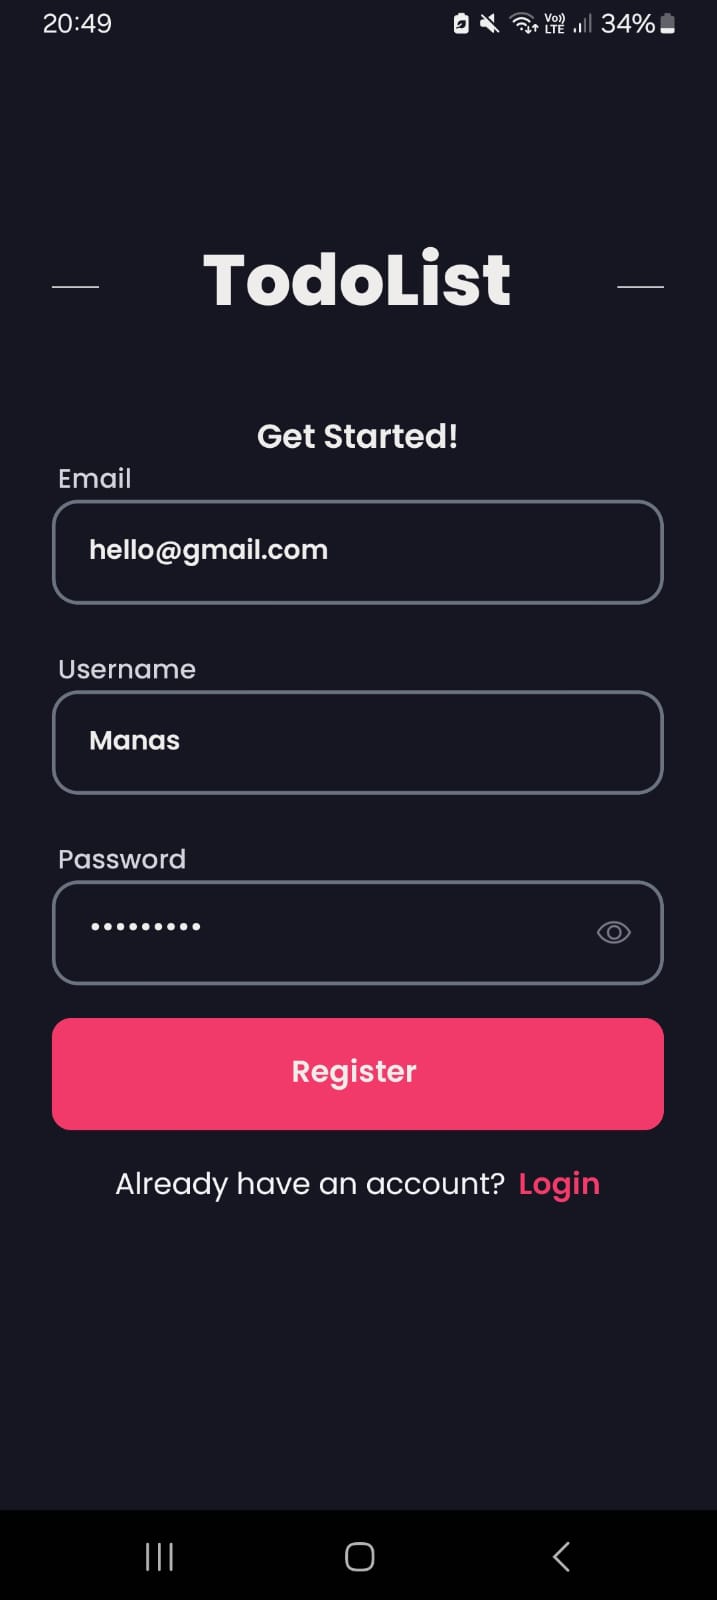 20:49 Vo)) LTE 34%
TodoList
Get Started!
Email
hello@gmail.com
Username
Manas
Password
•••••••••
Register
Already have an account? Login